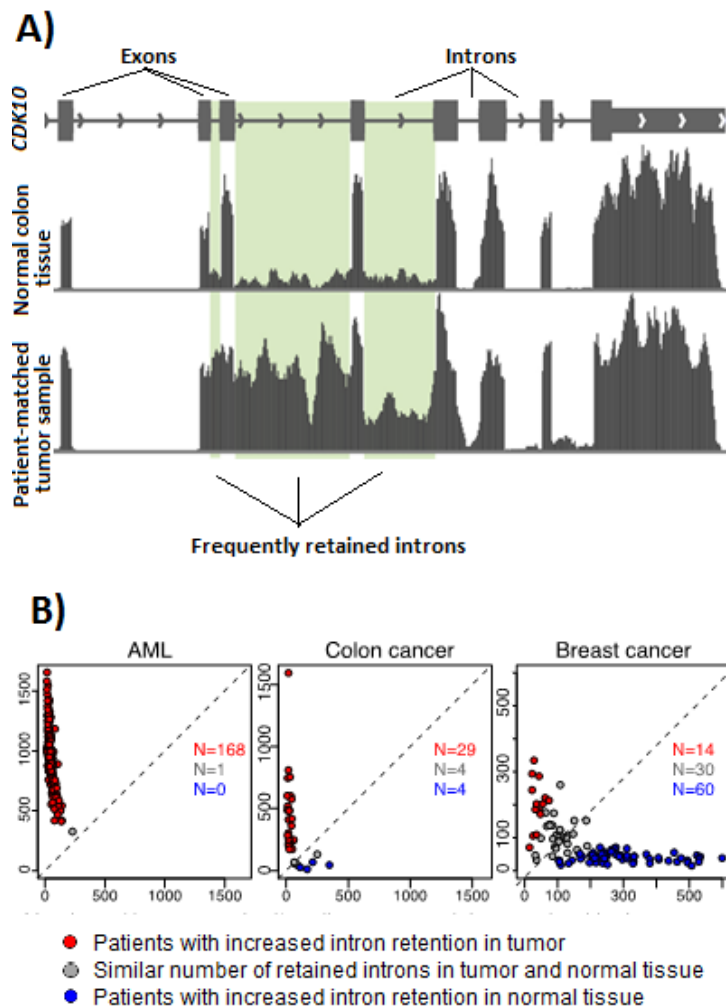 A)
Exons
Introns
CDK10
Normal colon
tissue
Patient-matched
tumor sample
Frequently retained introns
B)
AML
Colon cancer
Breast cancer
1500
1000
500
0
N=168
N=1
N=0
0 500 1000 1500
1500
1000
500
0
N=29
N=4
N=4
0 500 1000 1500
500
300
100
0
N=14
N=30
N=60
0 100 300 500
Patients with increased intron retention in tumor
Similar number of retained introns in tumor and normal tissue
Patients with increased intron retention in normal tissue